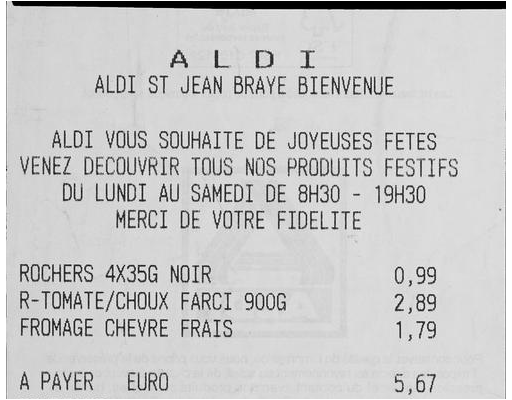 ALDI
ALDI ST JEAN BRAYE BIENVENUE
ALDI VOUS SOUHAITE DE JOYEUSES FETES
VENEZ DECOUVRIR TOUS NOS PRODUITS FESTIFS
DU LUNDI AU SAMEDI DE 8H30 - 19H30
MERCI DE VOTRE FIDELITE
ROCHERS 4X35G NOIR 0,99
R-TOMATE/CHOUX FARCI 900G 2,89
FROMAGE CHEVRE FRAIS 1,79
A PAYER EURO 5,67